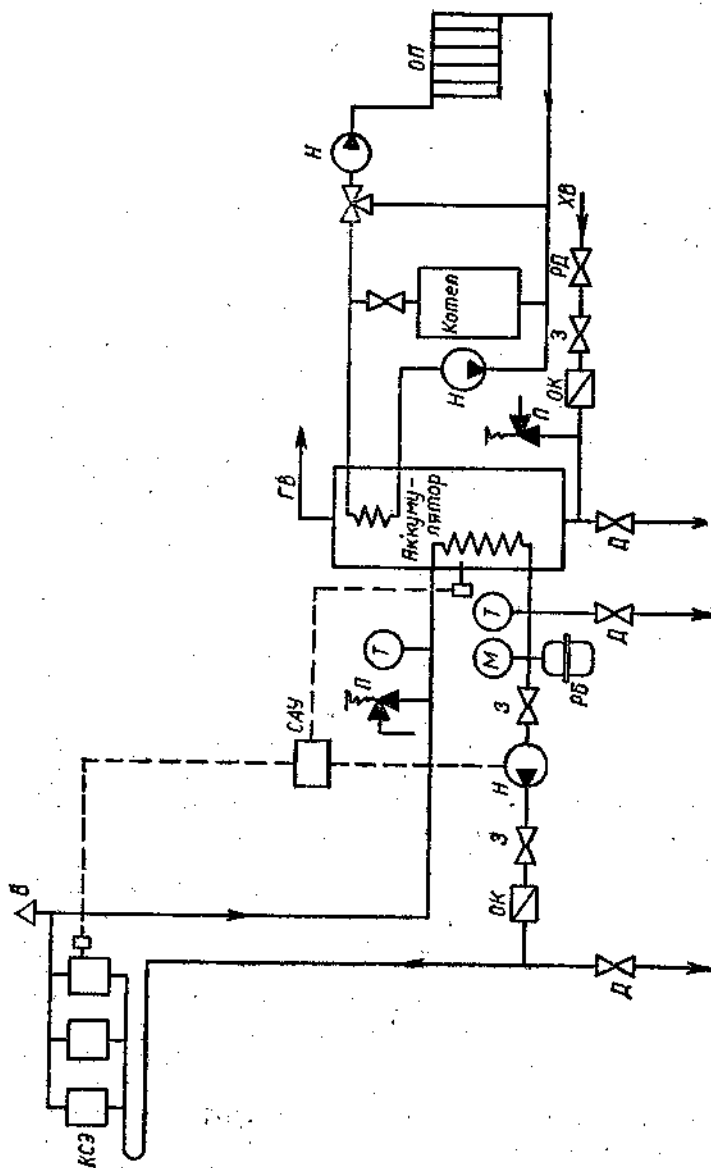 КСЭ
В
САУ
П
Т
ГВ
Аккуму-
лятор
Н
ОП
Котел
Н
П
ОК
З
РД
ХВ
Д
Т
Д
М
РБ
З
Н
З
ОК
Д